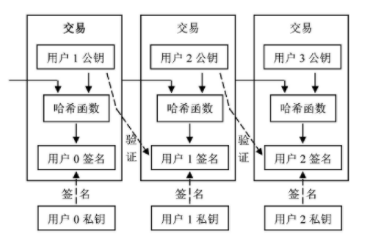 交易 交易 交易
用户 1 公钥 用户 2 公钥 用户 3 公钥
哈希函数 哈希函数 哈希函数
验证 验证
用户 0 签名 用户 1 签名 用户 2 签名
签名 签名 签名
用户 0 私钥 用户 1 私钥 用户 2 私钥